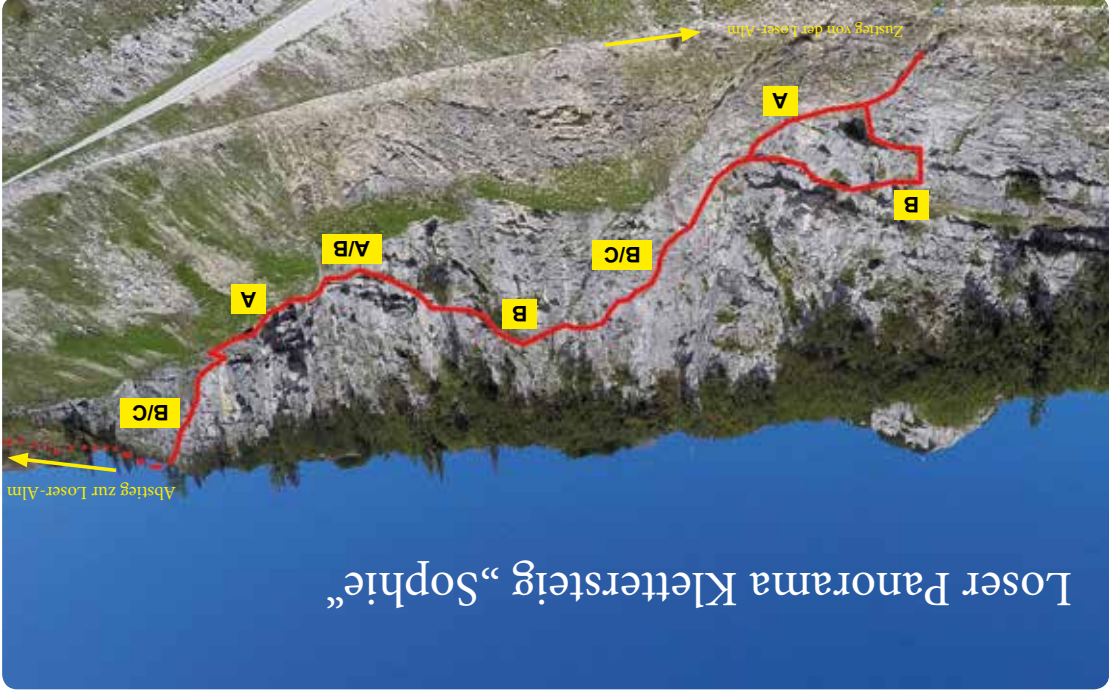 Loser Panorama Klettersteig „Sophie“
Abstieg zur Loser-Alm
B/C
B
A
B/C
A/B
B
A
Zustieg von der Loser-Alm